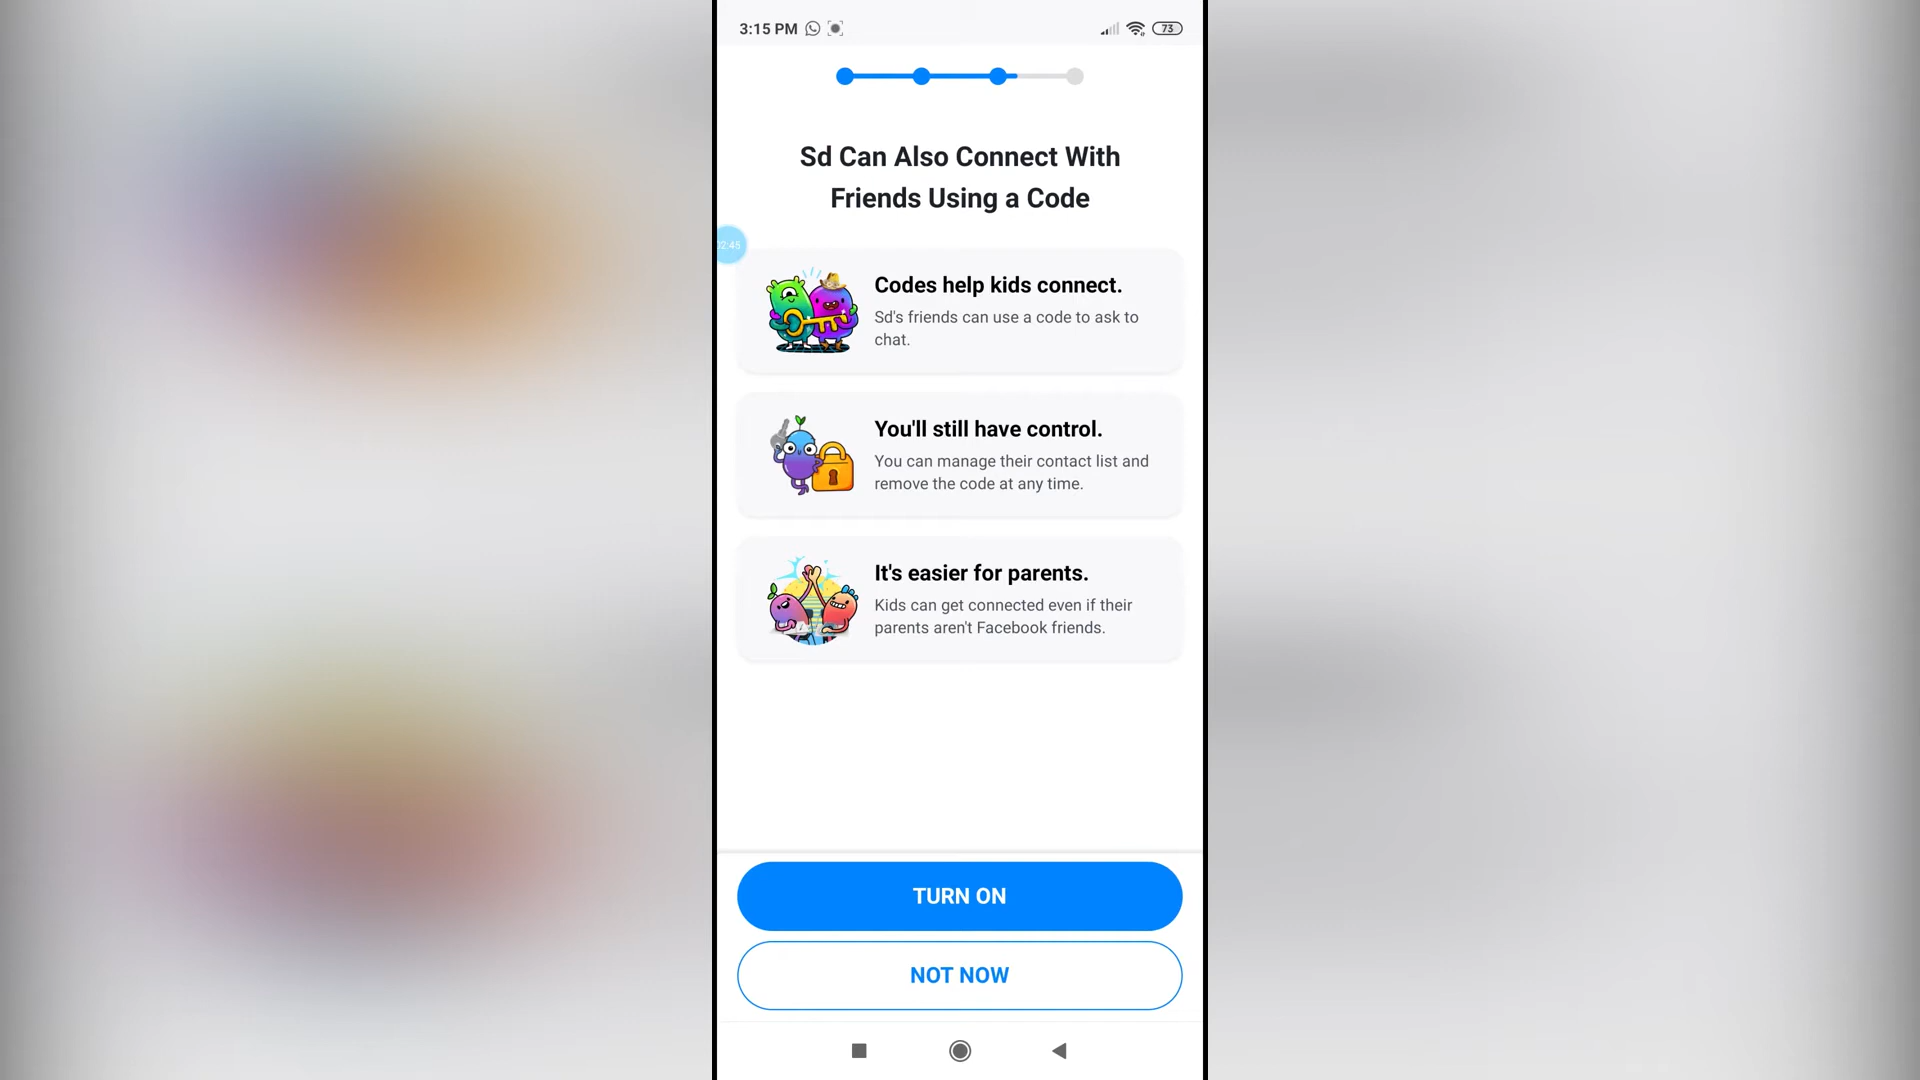 3:15 PM
73
Sd Can Also Connect With
Friends Using a Code
02:45
Codes help kids connect.
Sd's friends can use a code to ask to
chat.
You'll still have control.
You can manage their contact list and
remove the code at any time.
It's easier for parents.
Kids can get connected even if their
parents aren't Facebook friends.
TURN ON
NOT NOW